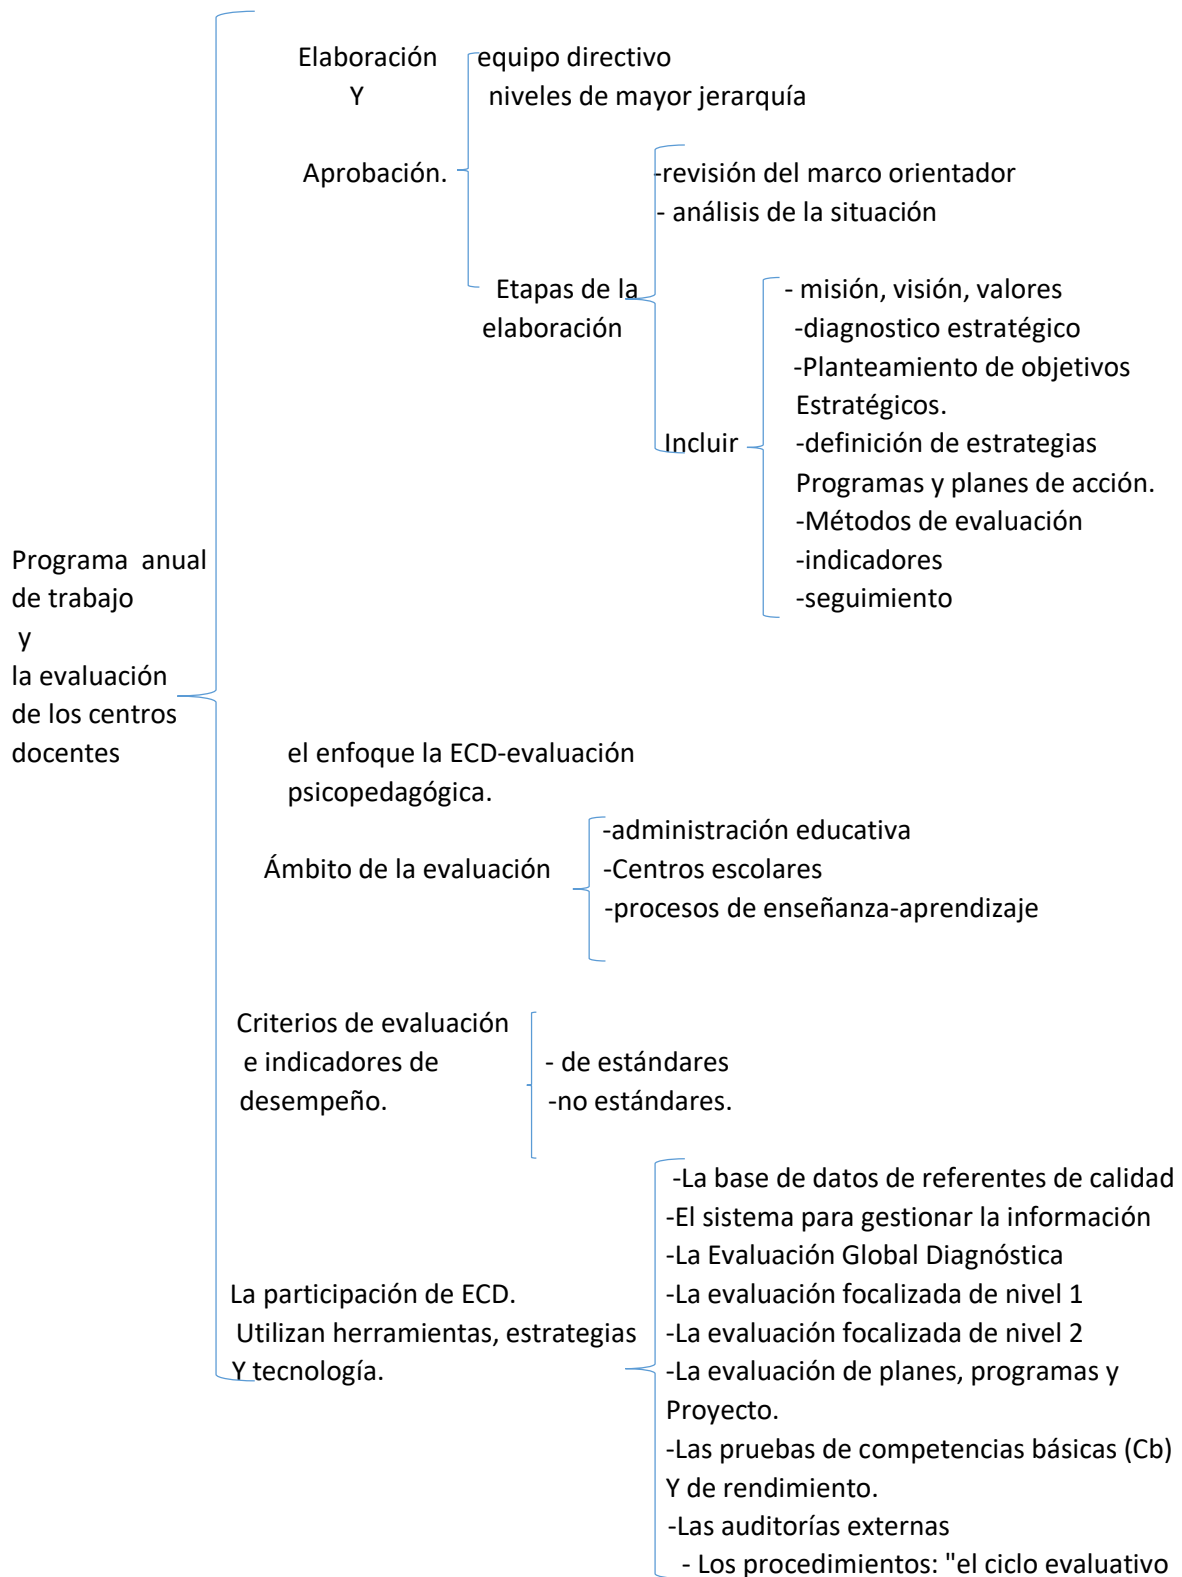 Elaboración
Y
Aprobación.
equipo directivo
niveles de mayor jerarquía
Etapas de la
elaboración
-revisión del marco orientador
- análisis de la situación
Incluir
- misión, visión, valores
-diagnostico estratégico
-Planteamiento de objetivos
Estratégicos.
-definición de estrategias
Programas y planes de acción.
-Métodos de evaluación
-indicadores
-seguimiento
Programa anual
de trabajo
y
la evaluación
de los centros
docentes
el enfoque la ECD-evaluación
psicopedagógica.
Ámbito de la evaluación
-administración educativa
-Centros escolares
-procesos de enseñanza-aprendizaje
Criterios de evaluación
e indicadores de
desempeño.
- de estándares
-no estándares.
La participación de ECD.
Utilizan herramientas, estrategias
Y tecnología.
-La base de datos de referentes de calidad
-El sistema para gestionar la información
-La Evaluación Global Diagnóstica
-La evaluación focalizada de nivel 1
-La evaluación focalizada de nivel 2
-La evaluación de planes, programas y
Proyecto.
-Las pruebas de competencias básicas (Cb)
Y de rendimiento.
-Las auditorías externas
- Los procedimientos: "el ciclo evaluativo